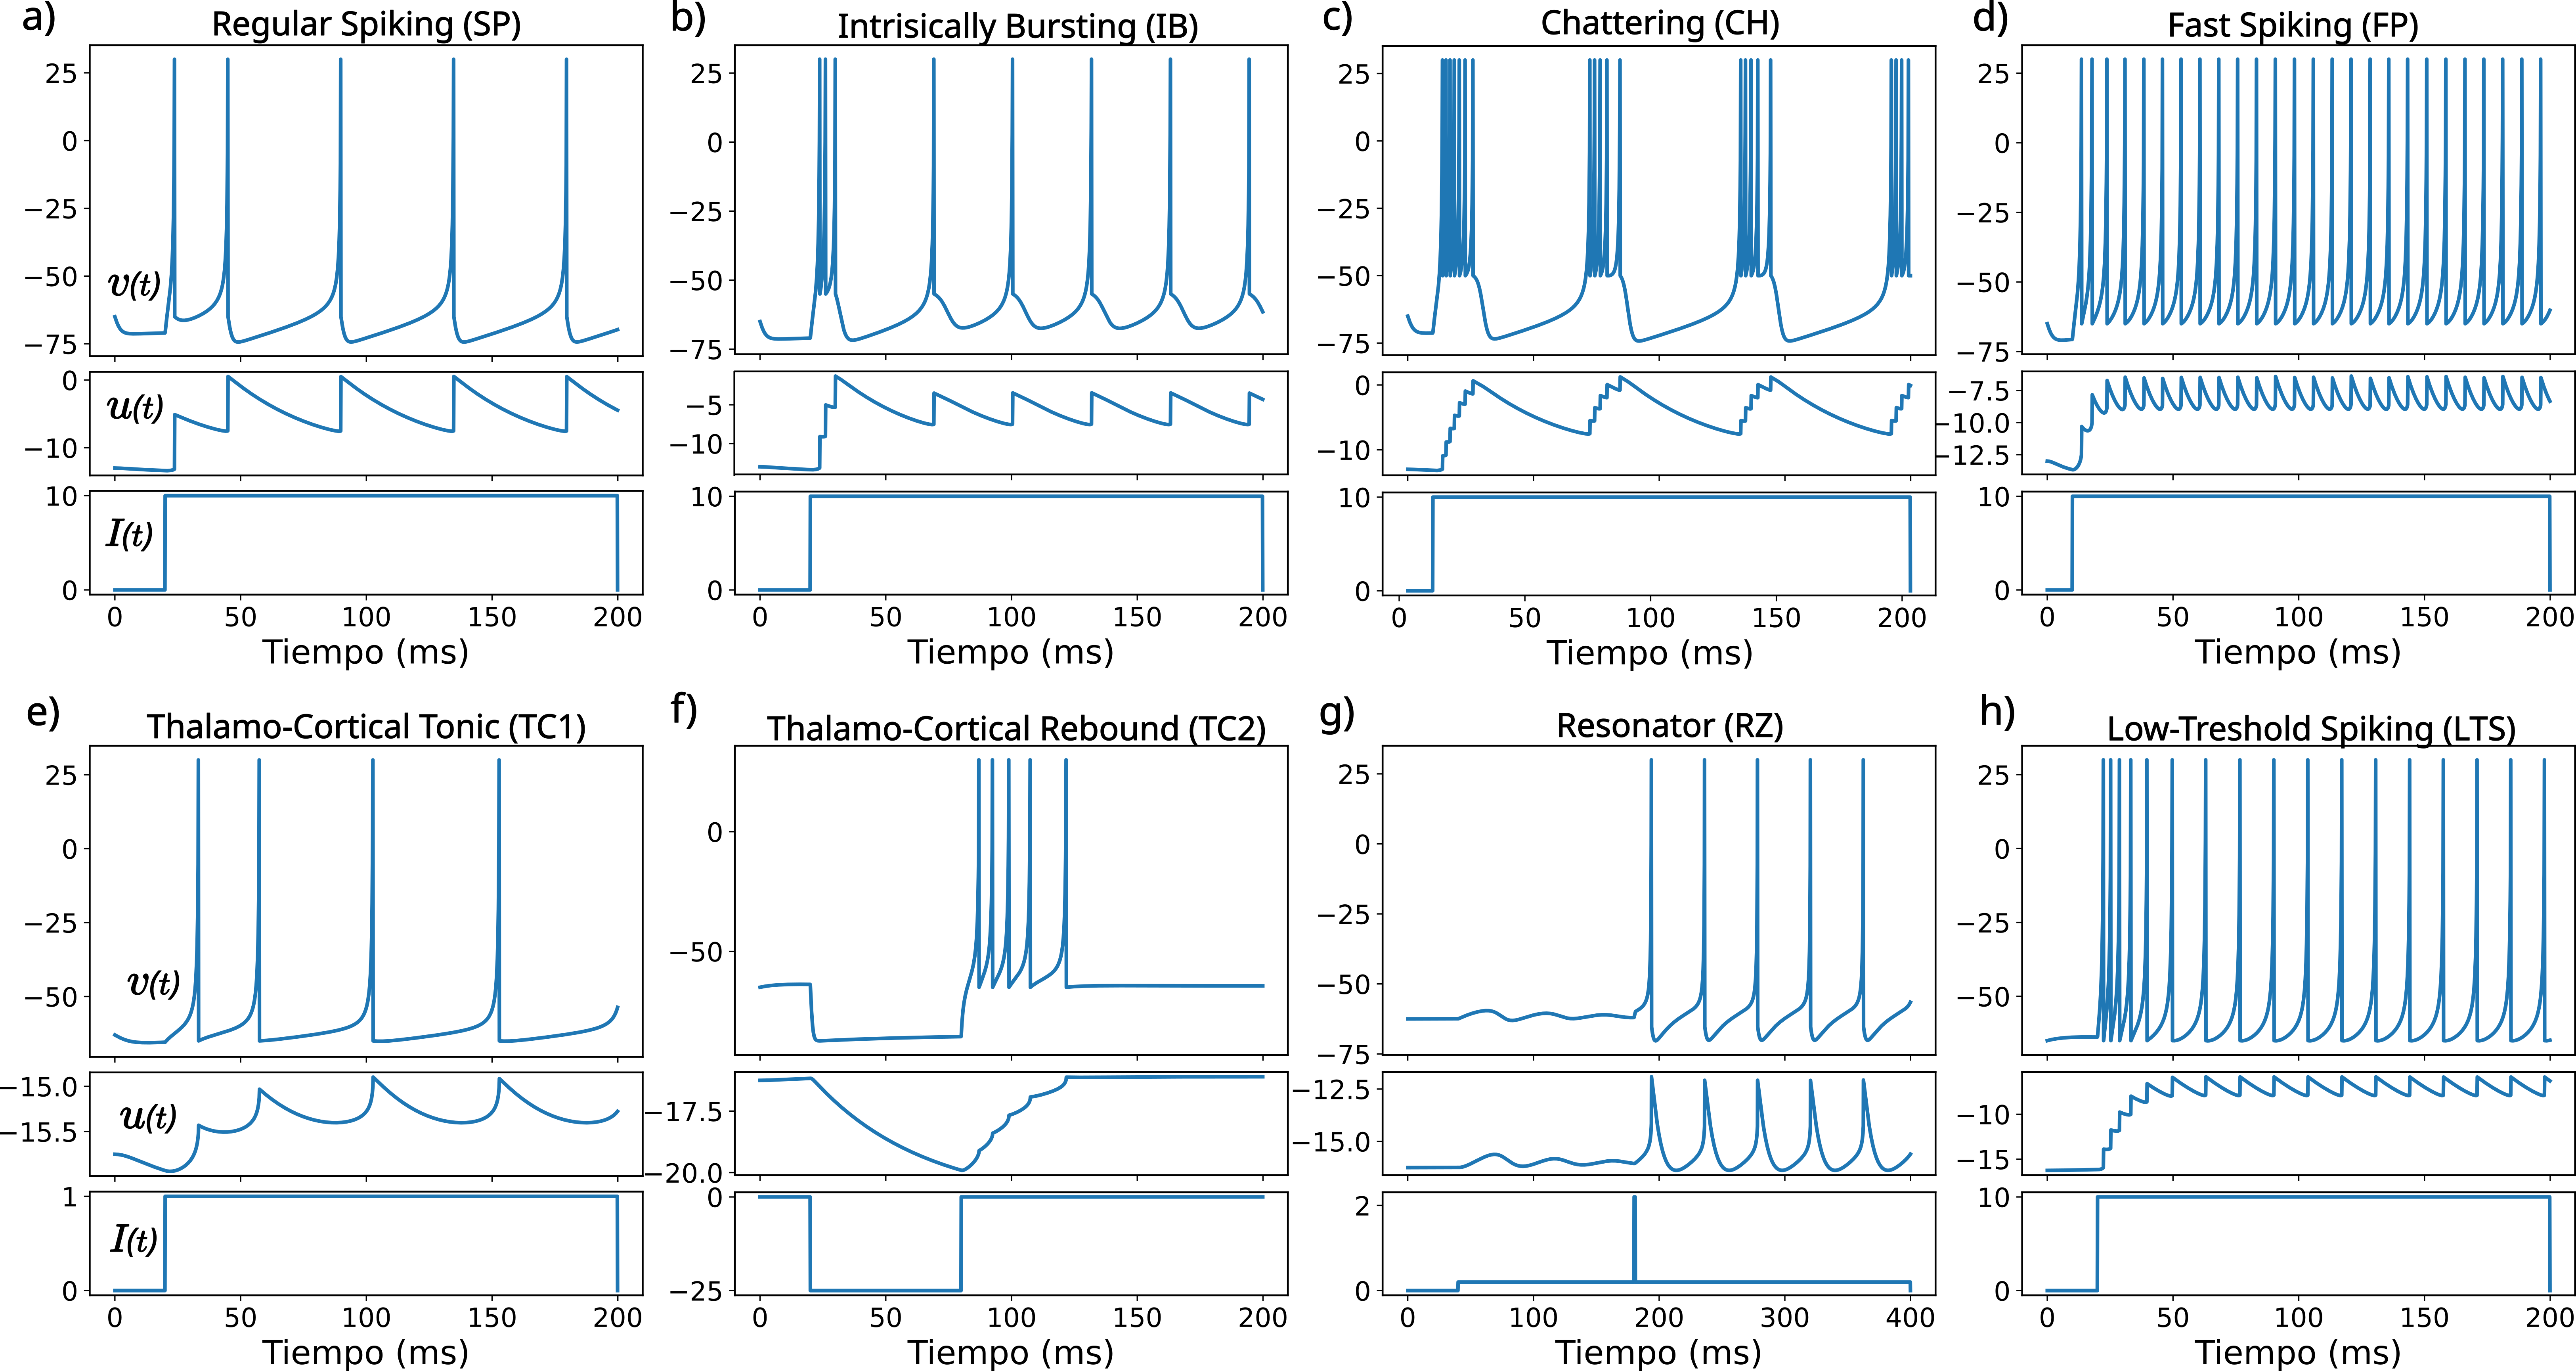 a) Regular Spiking (SP)
25
0
−25
−50
−75
v(t)
0
−10
u(t)
10
0
I(t)
0 50 100 150 200
Tiempo (ms)
b) Intrisically Bursting (IB)
25
0
−25
−50
−75
−5
−10
10
0
0 50 100 150 200
Tiempo (ms)
c) Chattering (CH)
25
0
−25
−50
−75
0
−10
10
0
0 50 100 150 200
Tiempo (ms)
d) Fast Spiking (FP)
25
0
−25
−50
−75
−7.5
−10.0
−12.5
10
0
0 50 100 150 200
Tiempo (ms)
e) Thalamo-Cortical Tonic (TC1)
25
0
−25
−50
v(t)
−15.0
−15.5
u(t)
1
0
I(t)
0 50 100 150 200
Tiempo (ms)
f) Thalamo-Cortical Rebound (TC2)
0
−50
−17.5
−20.0
0
−25
0 50 100 150 200
Tiempo (ms)
g) Resonator (RZ)
25
0
−25
−50
−75
−12.5
−15.0
2
0
0 100 200 300 400
Tiempo (ms)
h) Low-Treshold Spiking (LTS)
25
0
−25
−50
−10
−15
10
0
0 50 100 150 200
Tiempo (ms)